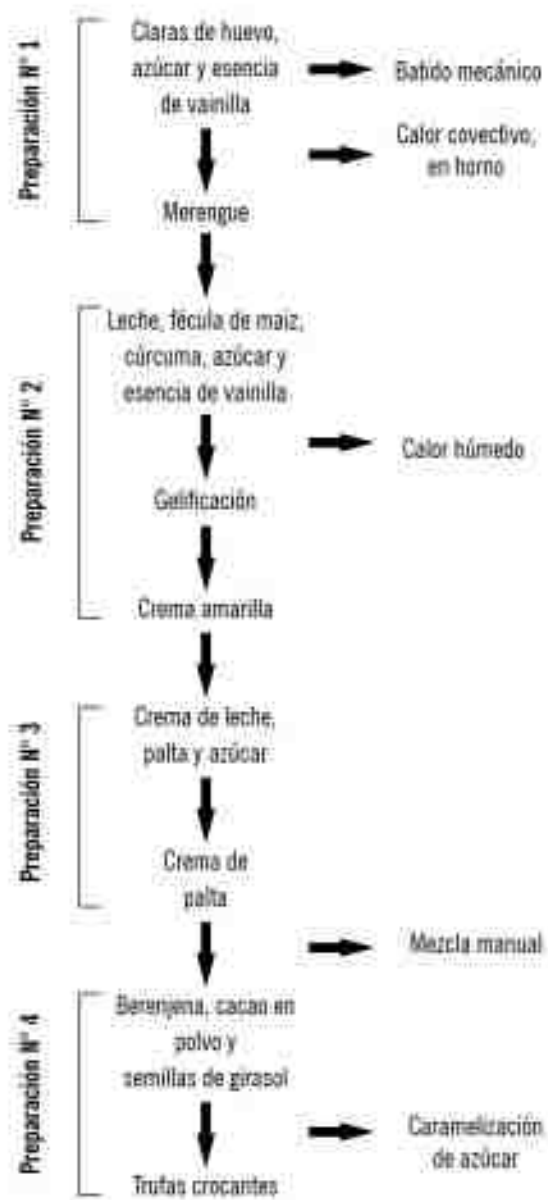 Preparación N° 1
Claras de huevo,
azúcar y esencia
de vainilla
Batido mecánico
Calor covectivo,
en horno
Merengue
Preparación N° 2
Leche, fécula de maíz,
cúrcuma, azúcar y
esencia de vainilla
Calor húmedo
Gelificación
Crema amarilla
Preparación N° 3
Crema de leche,
palta y azúcar
Crema de
palta
Mezcla manual
Preparación N° 4
Berenjena, cacao en
polvo y
semillas de girasol
Caramelización
de azúcar
Trufas crocantes